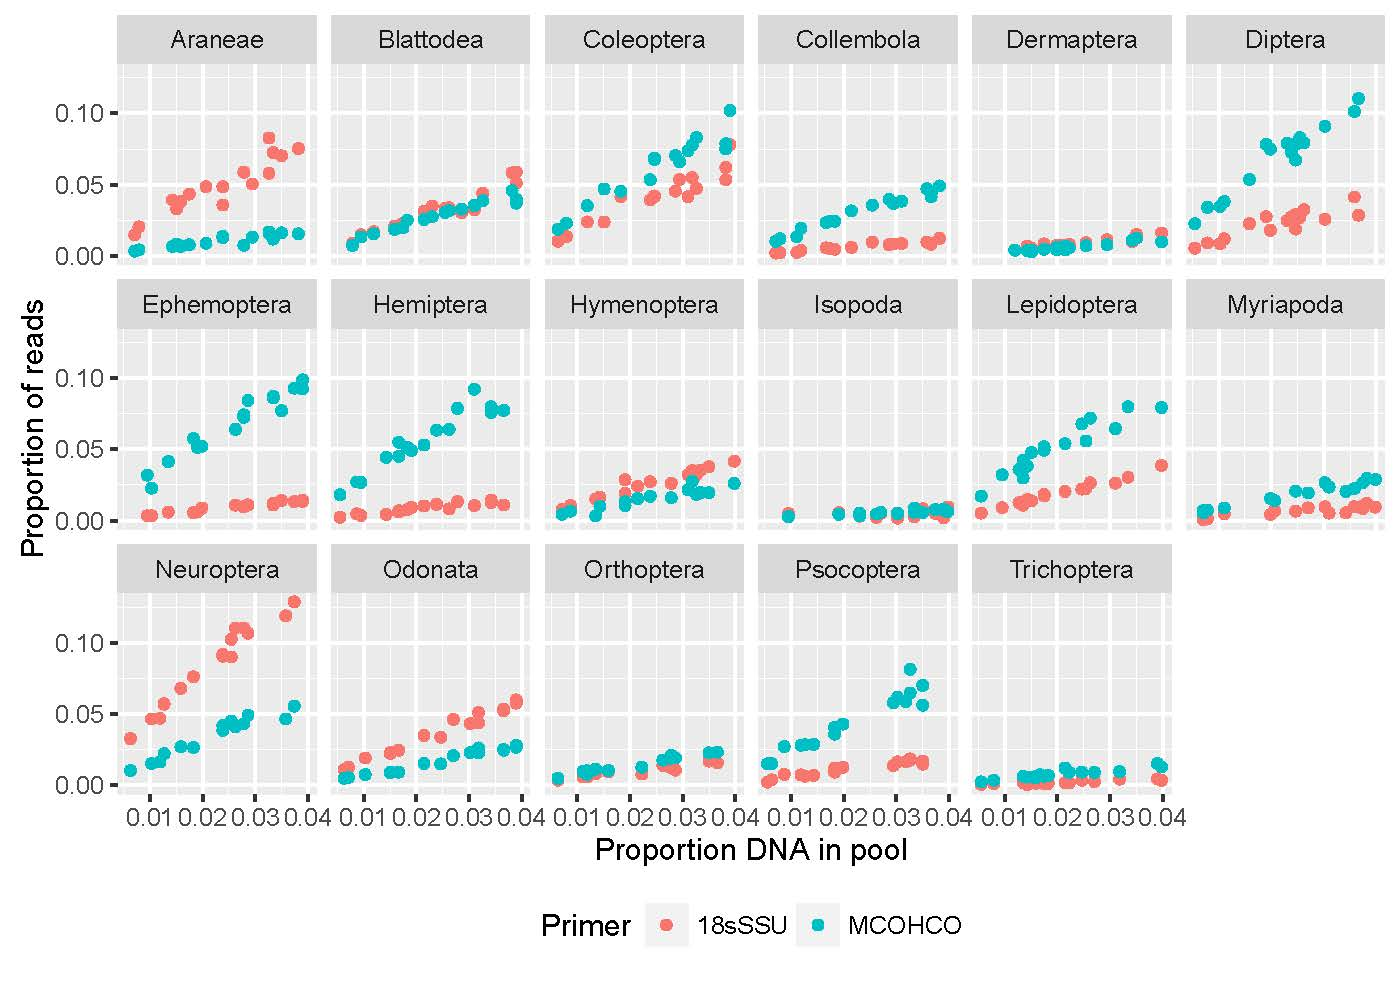 Araneae Blattodea Coleoptera Collembola Dermaptera Diptera
0.10
0.05
0.00
Ephemoptera Hemiptera Hymenoptera Isopoda Lepidoptera Myriapoda
0.10
0.05
0.00
Proportion of reads
Neuroptera Odonata Orthoptera Psocoptera Trichoptera
0.10
0.05
0.00
0.01 0.02 0.03 0.04 0.01 0.02 0.03 0.04 0.01 0.02 0.03 0.04 0.01 0.02 0.03 0.04 0.01 0.02 0.03 0.04
Proportion DNA in pool
Primer 18sSSU MCOHCO